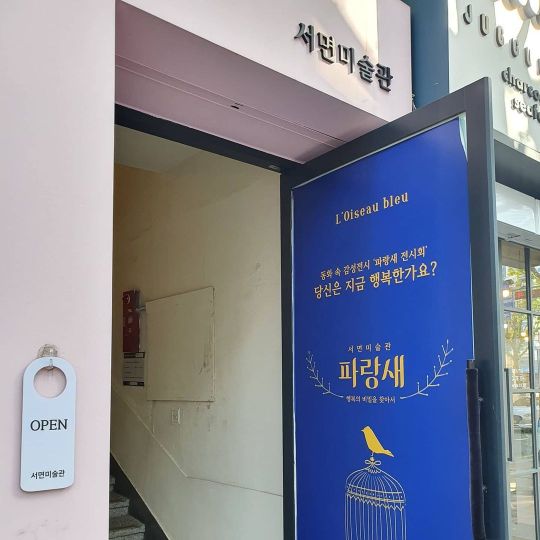 서면미술관
JUC
L'Oiseau bleu
동화 속 감성전시 '파랑새 전시회'
당신은 지금 행복한가요?
서면미술관
파랑새
행복의 비밀을 찾아서
OPEN
서면미술관